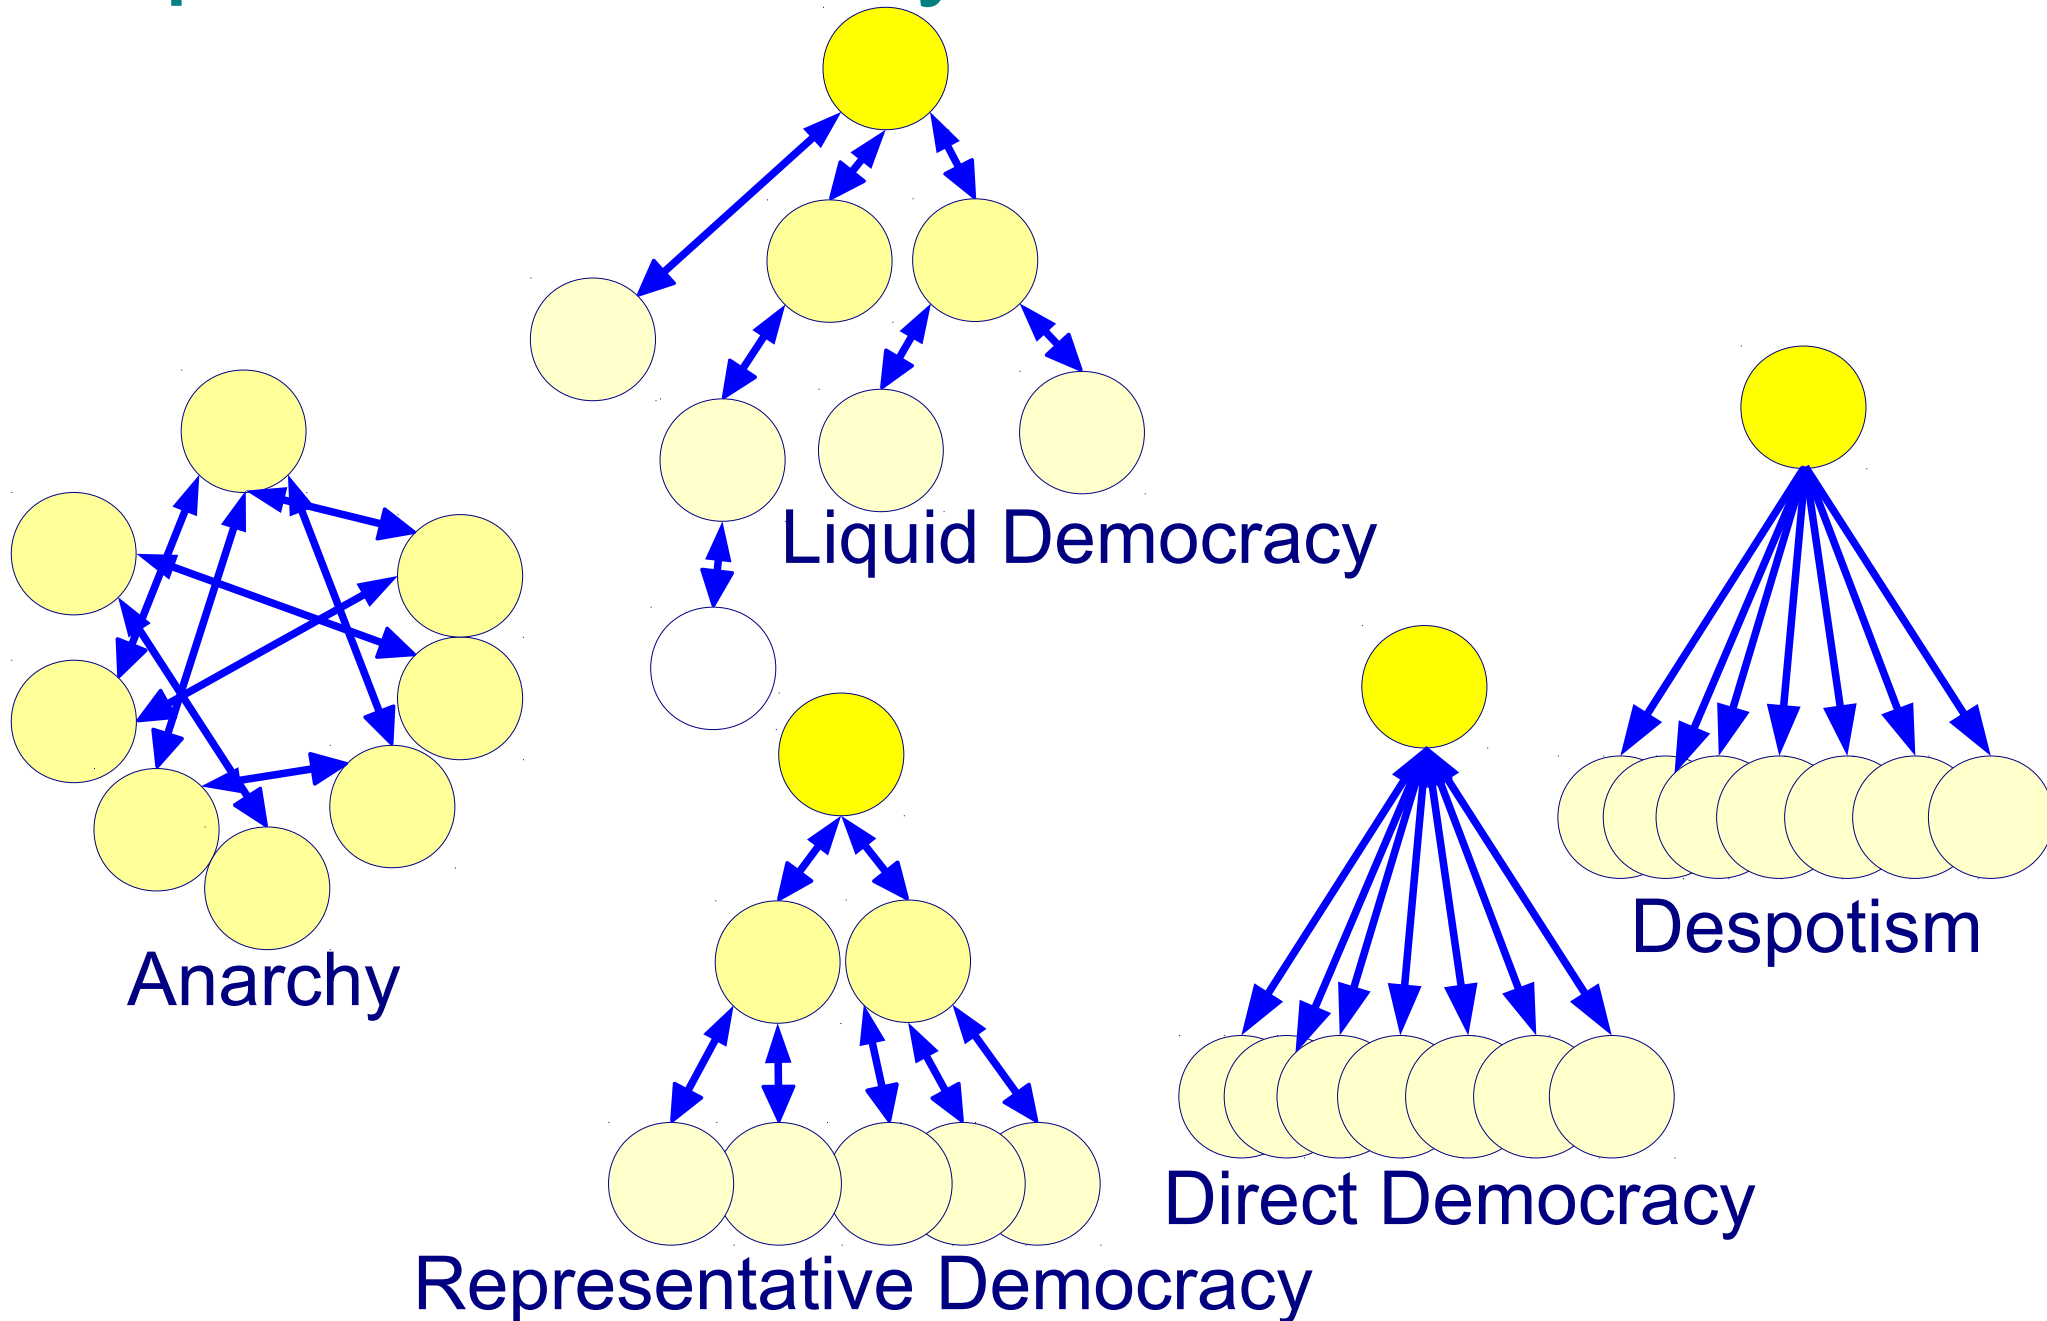 Liquid Democracy
Despotism
Anarchy
Direct Democracy
Representative Democracy